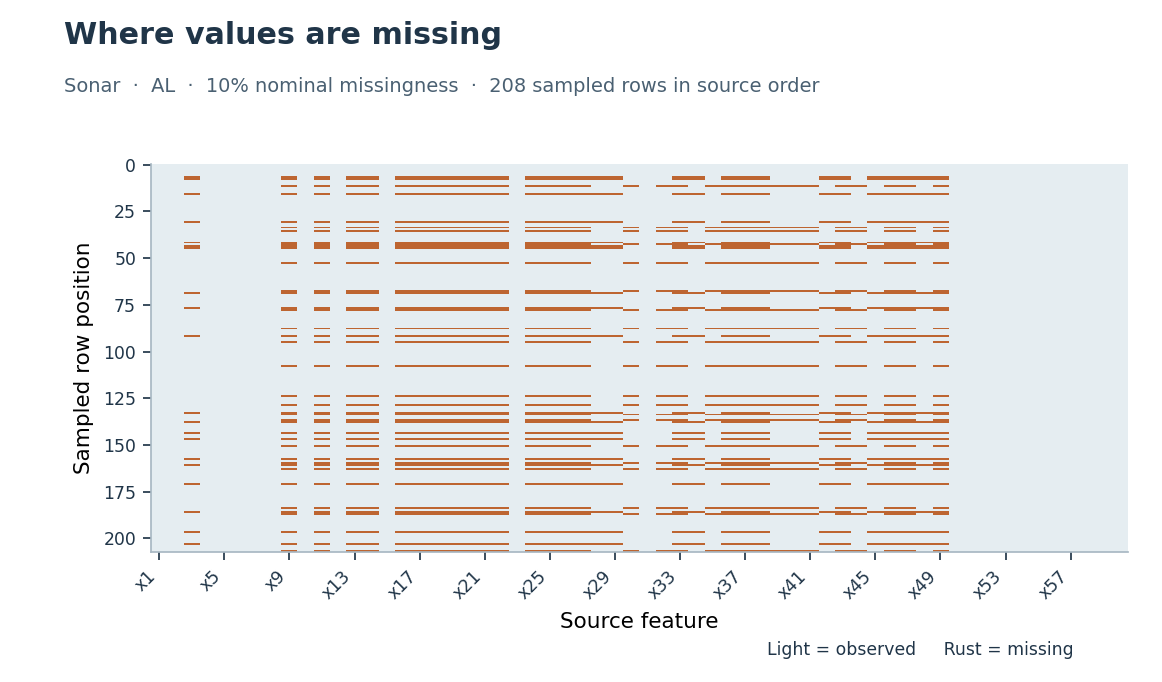 Where values are missing
Sonar · AL · 10% nominal missingness · 208 sampled rows in source order
0
25
50
75
100
125
150
175
200
Sampled row position
x1 x5 x9 x13 x17 x21 x25 x29 x33 x37 x41 x45 x49 x53 x57
Source feature
Light = observed Rust = missing